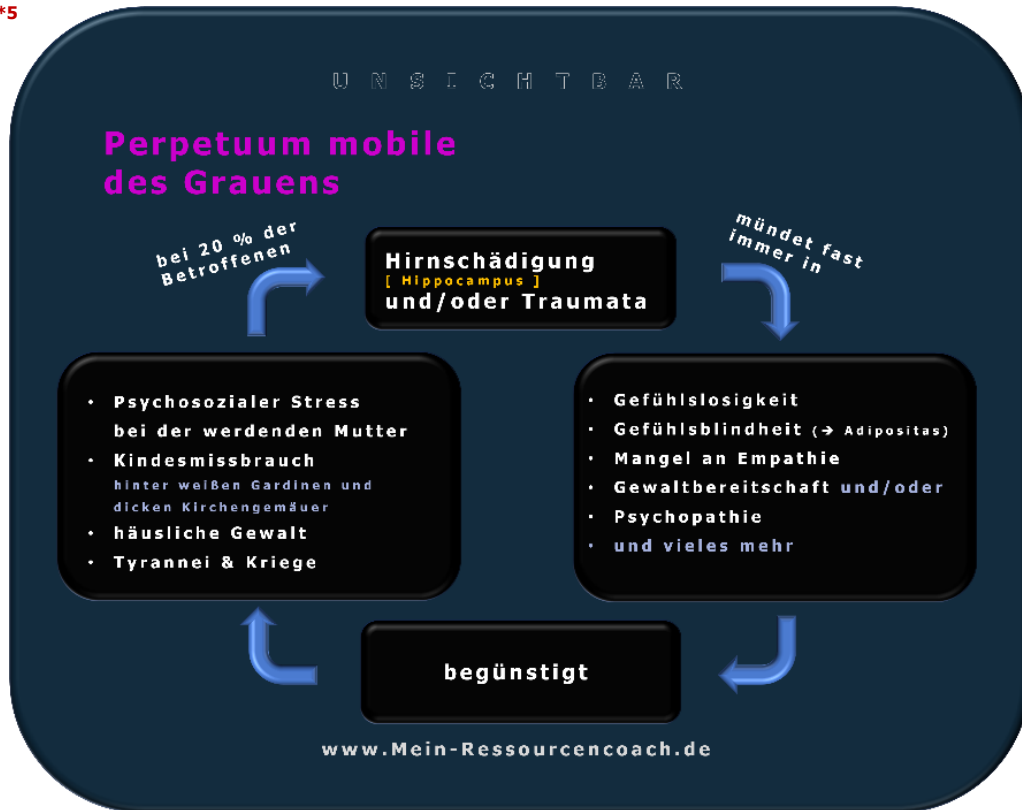 *5
U N S I C H T B A R
Perpetuum mobile
des Grauens
bei 20 % der
Betroffenen
Hirnschädigung
[ Hippocampus ]
und/oder Traumata
mündet fast
immer in
• Psychosozialer Stress
bei der werdenden Mutter
• Kindesmissbrauch
hinter weißen Gardinen und
dicken Kirchengemäuer
• häusliche Gewalt
• Tyrannei & Kriege
• Gefühlslosigkeit
• Gefühlsblindheit (→ Adipositas)
• Mangel an Empathie
• Gewaltbereitschaft und/oder
• Psychopathie
• und vieles mehr
begünstigt
www.Mein-Ressourcencoach.de